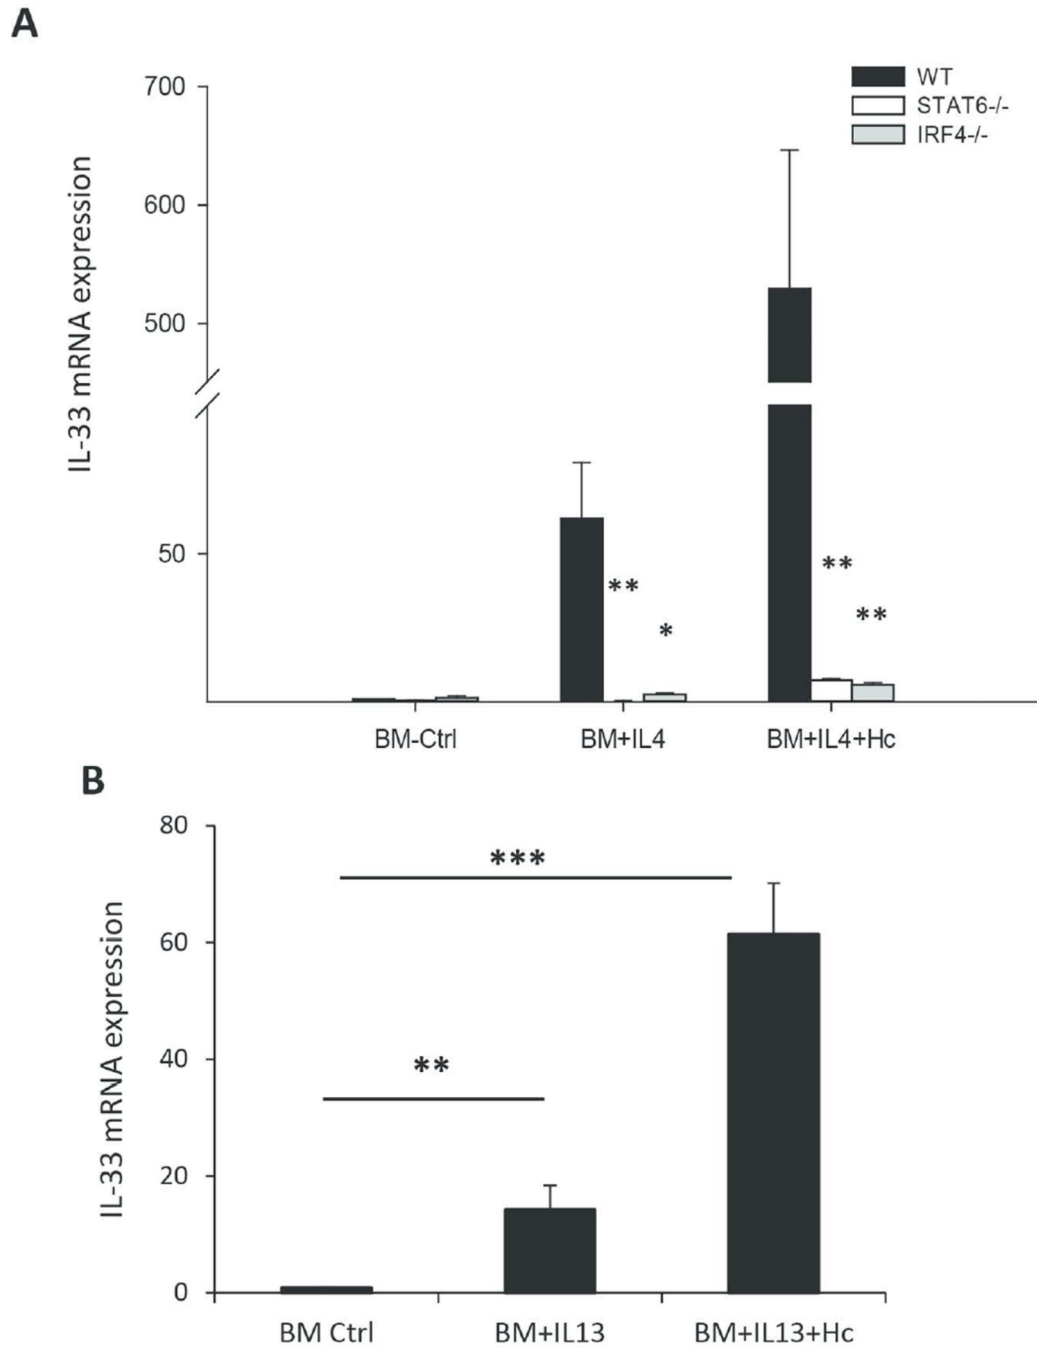 A
WT
STAT6-/-
IRF4-/-
IL-33 mRNA expression
700
600
500
50
**
*
**
**
BM-Ctrl
BM+IL4
BM+IL4+Hc
B
IL-33 mRNA expression
80
60
40
20
0
***
**
BM Ctrl
BM+IL13
BM+IL13+Hc